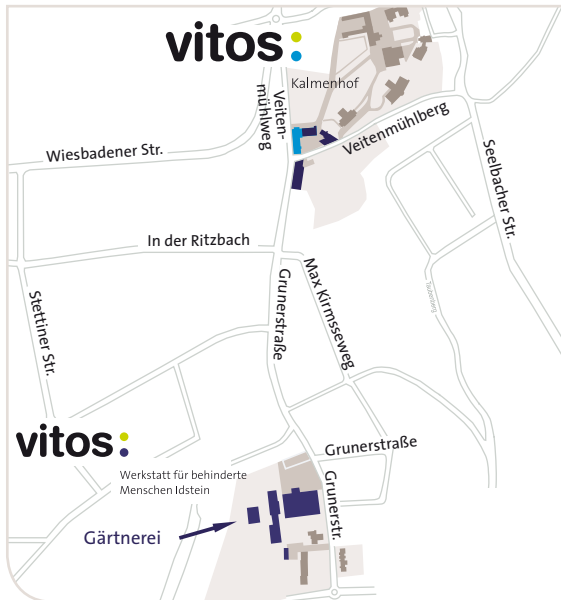 vitos:
Kalmenhof
Veiten-
mühlweg
Veitenmühlberg
Wiesbadener Str.
Seelbacher Str.
In der Ritzbach
Max Kirmsseweg
Grunerstraße
Taubenberg
Stettiner Str.
vitos:
Grunerstraße
Werkstatt für behinderte
Menschen Idstein
Grunerstr.
Gärtnerei